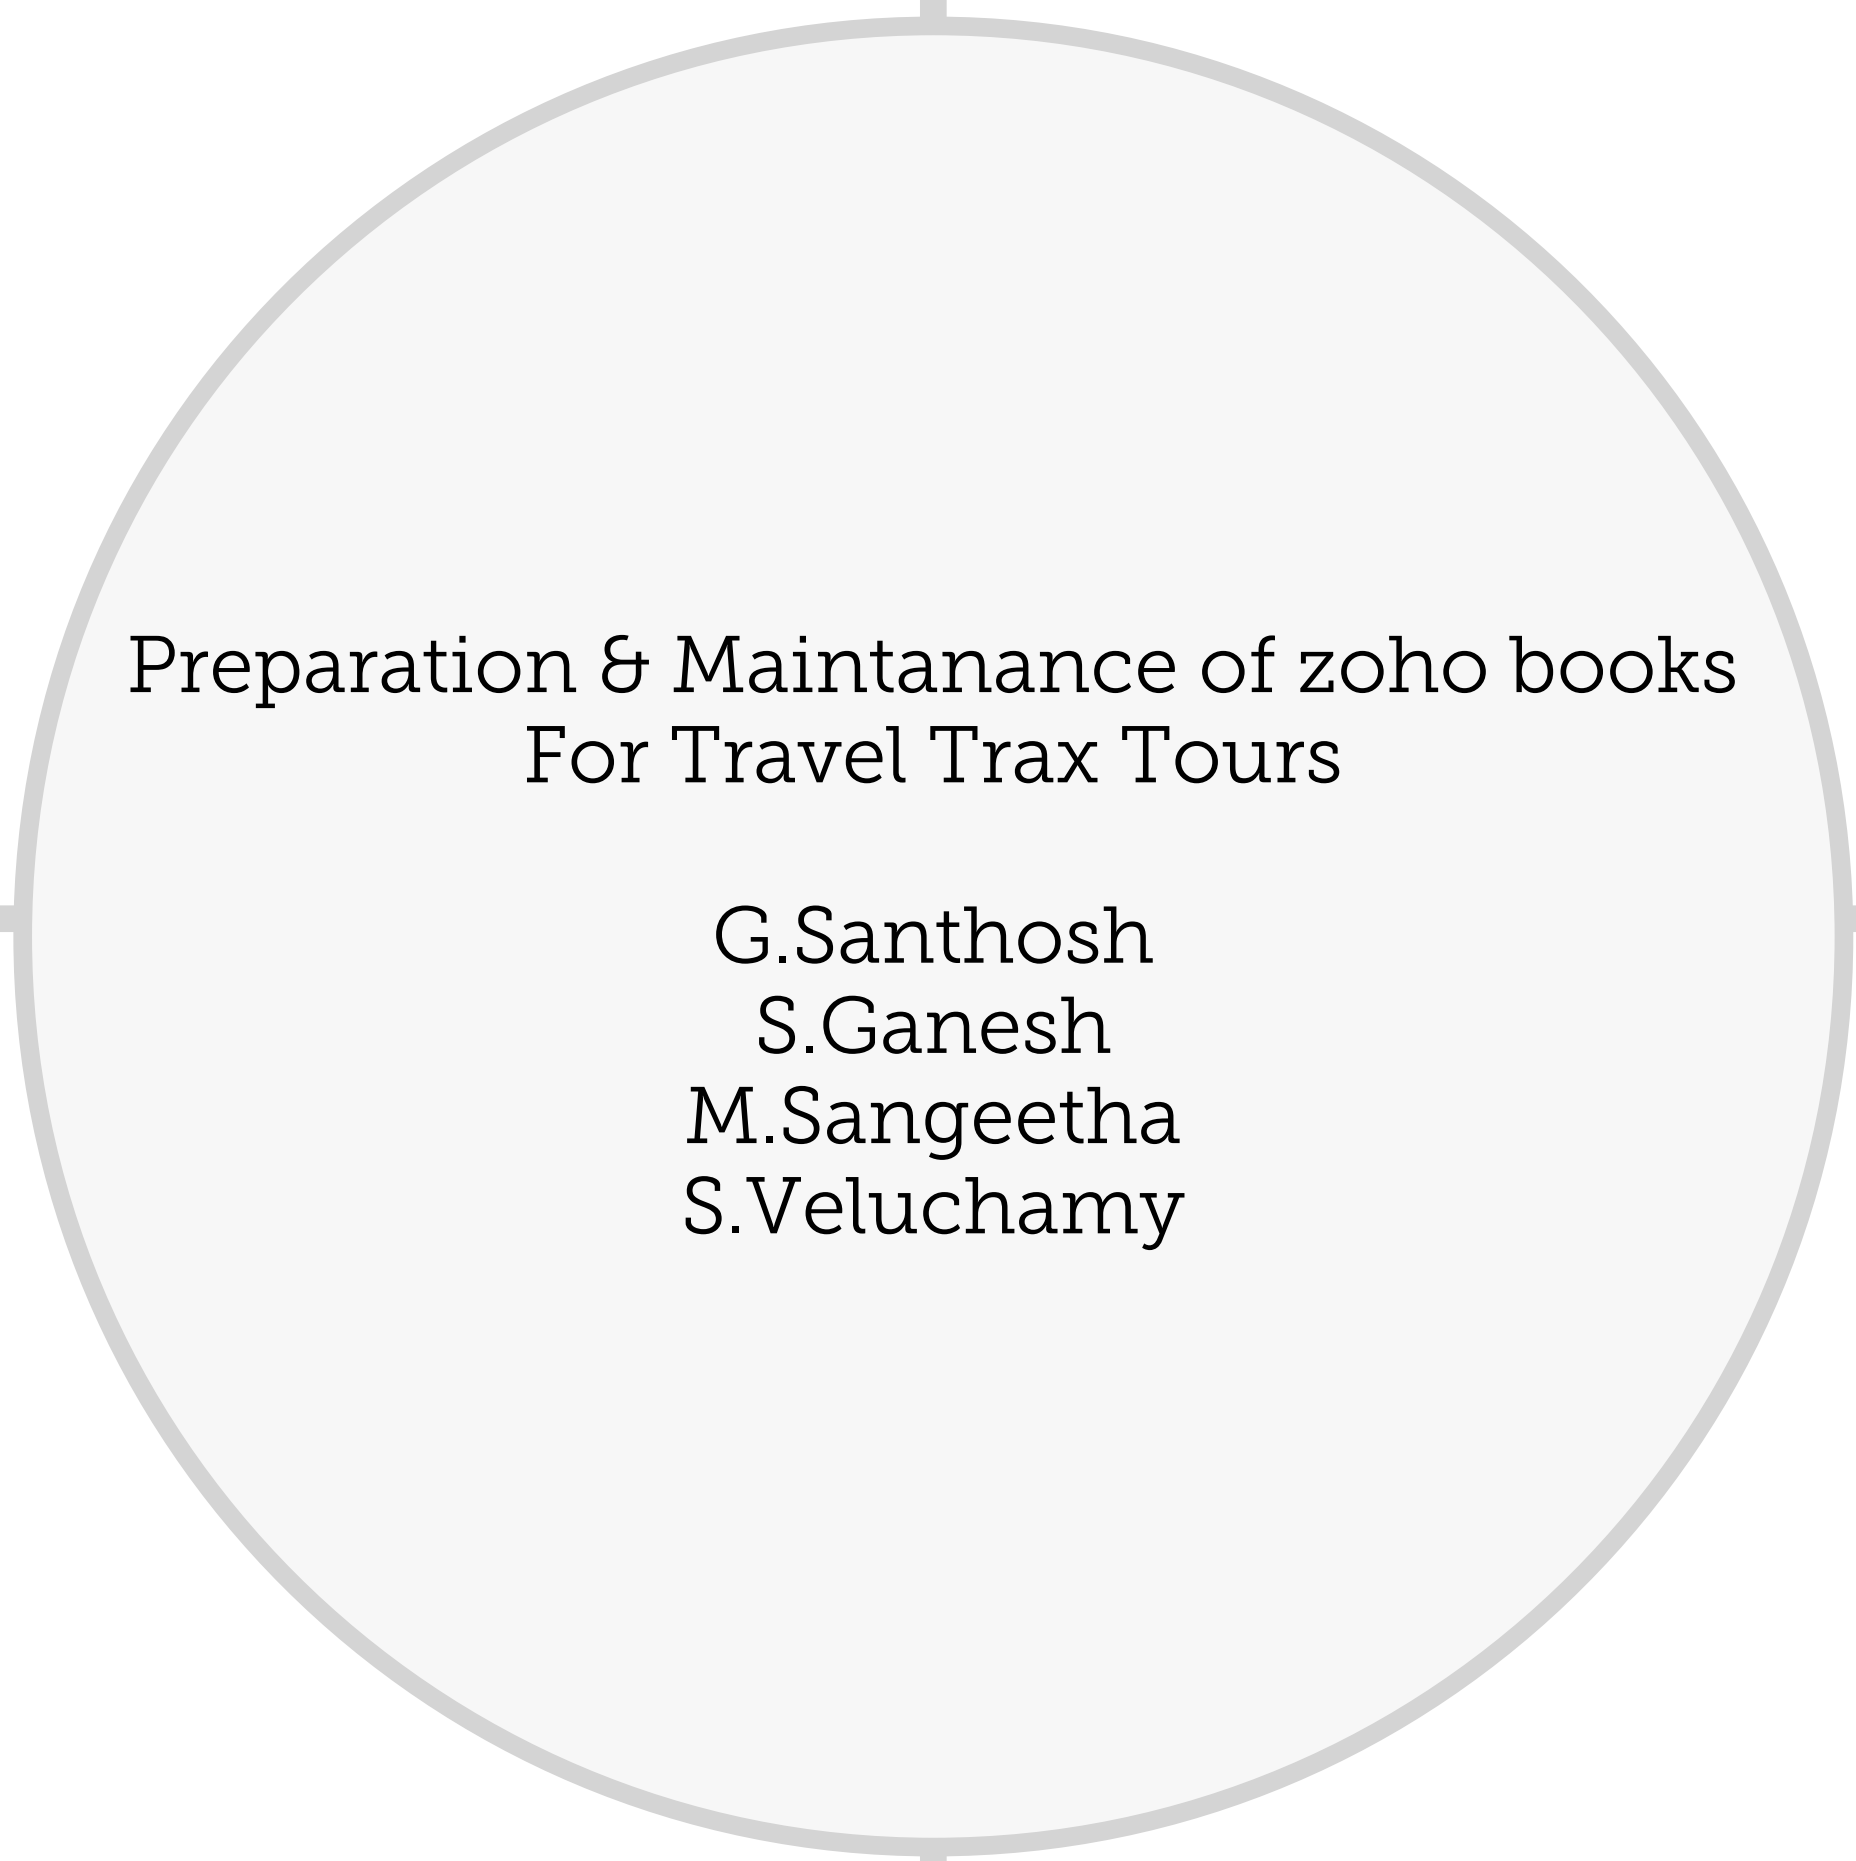 Preparation & Maintanance of zoho books
For Travel Trax Tours
G.Santhosh
S.Ganesh
M.Sangeetha
S.Veluchamy